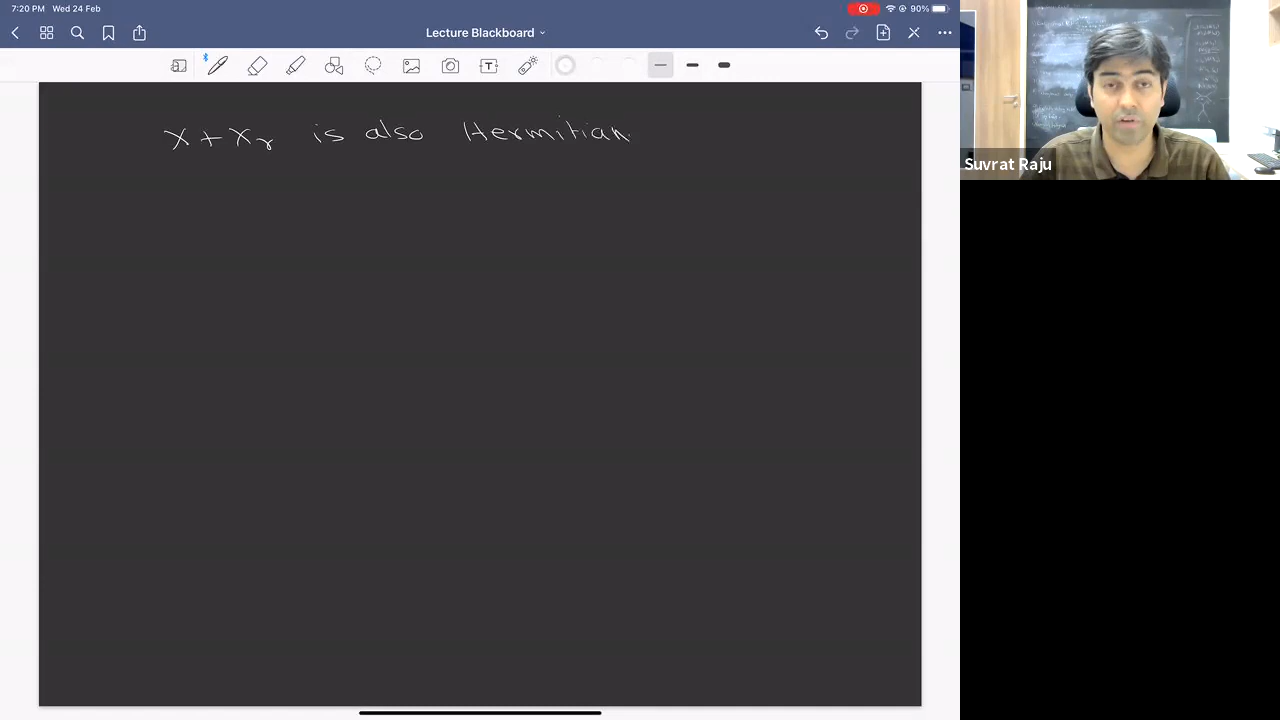 7:20 PM Wed 24 Feb
90%
Lecture Blackboard
T
x + x_r is also Hermitian
Suvrat Raju